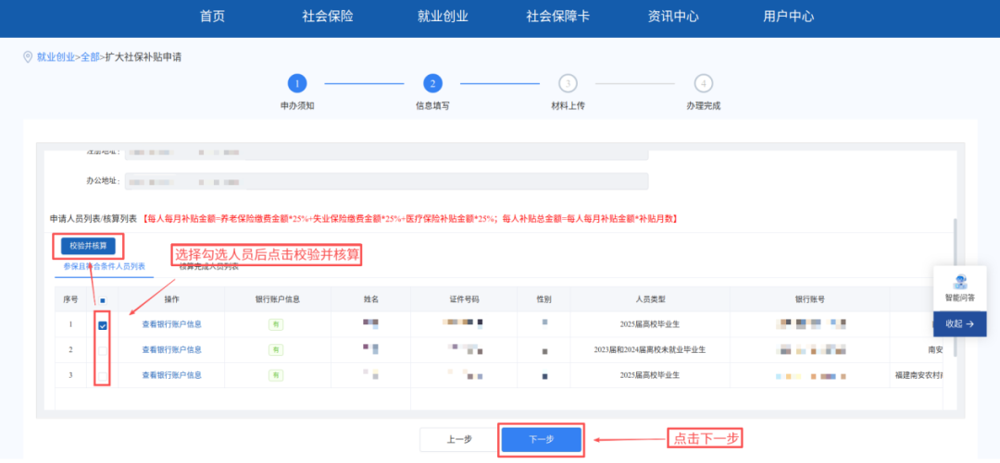 首页 社会保险 就业创业 社会保障卡 资讯中心 用户中心
就业创业>全部>扩大社保补贴申请
1 2 3 4
申办须知 信息填写 材料上传 办理完成
注册地址:
办公地址:
申请人员列表/核算列表 【每人每月补贴金额=养老保险缴费金额*25%+失业保险缴费金额*25%+医疗保险补贴金额*25%；每人补贴总金额=每人每月补贴金额*补贴月数】
校验并核算
选择勾选人员后点击校验并核算
参保且符合条件人员列表 核算完成人员列表
序号 操作 银行账户信息 姓名 证件号码 性别 人员类型 银行账号
1 查看银行账户信息 有 2025届高校毕业生
2 查看银行账户信息 有 2023届和2024届离校未就业毕业生 南安
3 查看银行账户信息 有 2025届高校毕业生 福建南安农村商
智能问答
收起 →
上一步 下一步 点击下一步